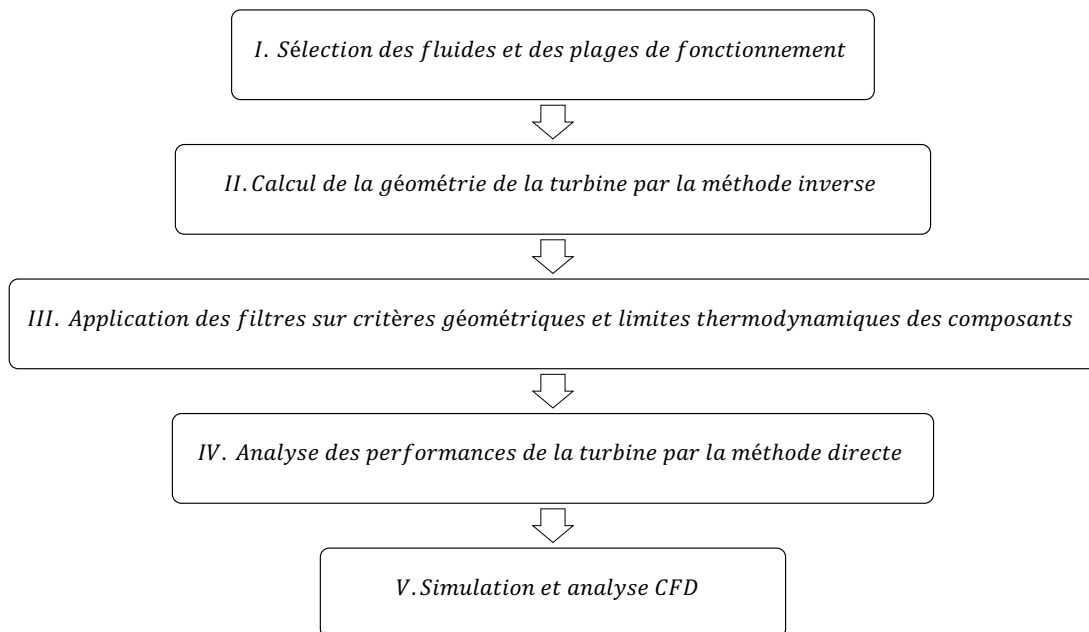 I. Sélection des fluides et des plages de fonctionnement
II. Calcul de la géométrie de la turbine par la méthode inverse
III. Application des filtres sur critères géométriques et limites thermodynamiques des composants
IV. Analyse des performances de la turbine par la méthode directe
V. Simulation et analyse CFD